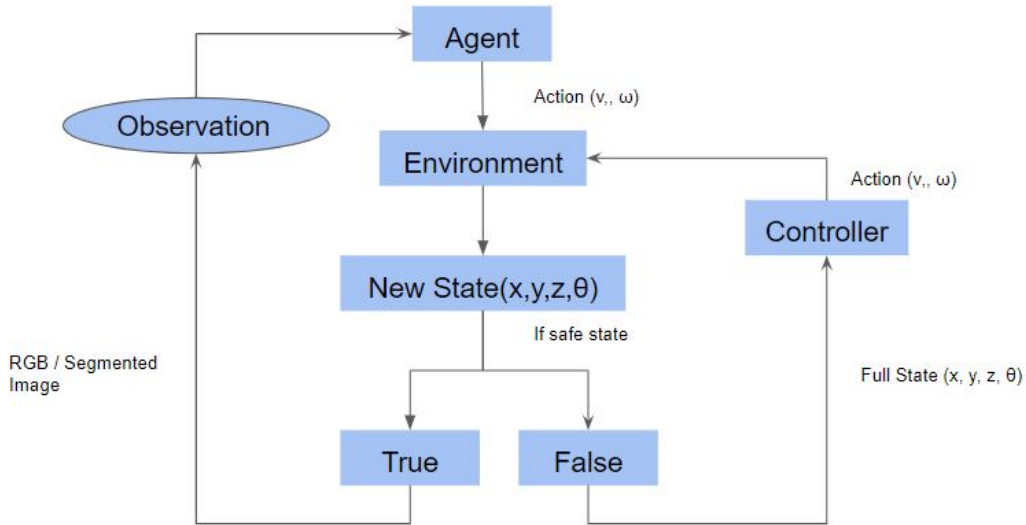 Agent
Action (v,, ω)
Observation
Environment
Action (v,, ω)
Controller
New State(x,y,z,θ)
If safe state
RGB / Segmented
Image
Full State (x, y, z, θ)
True
False